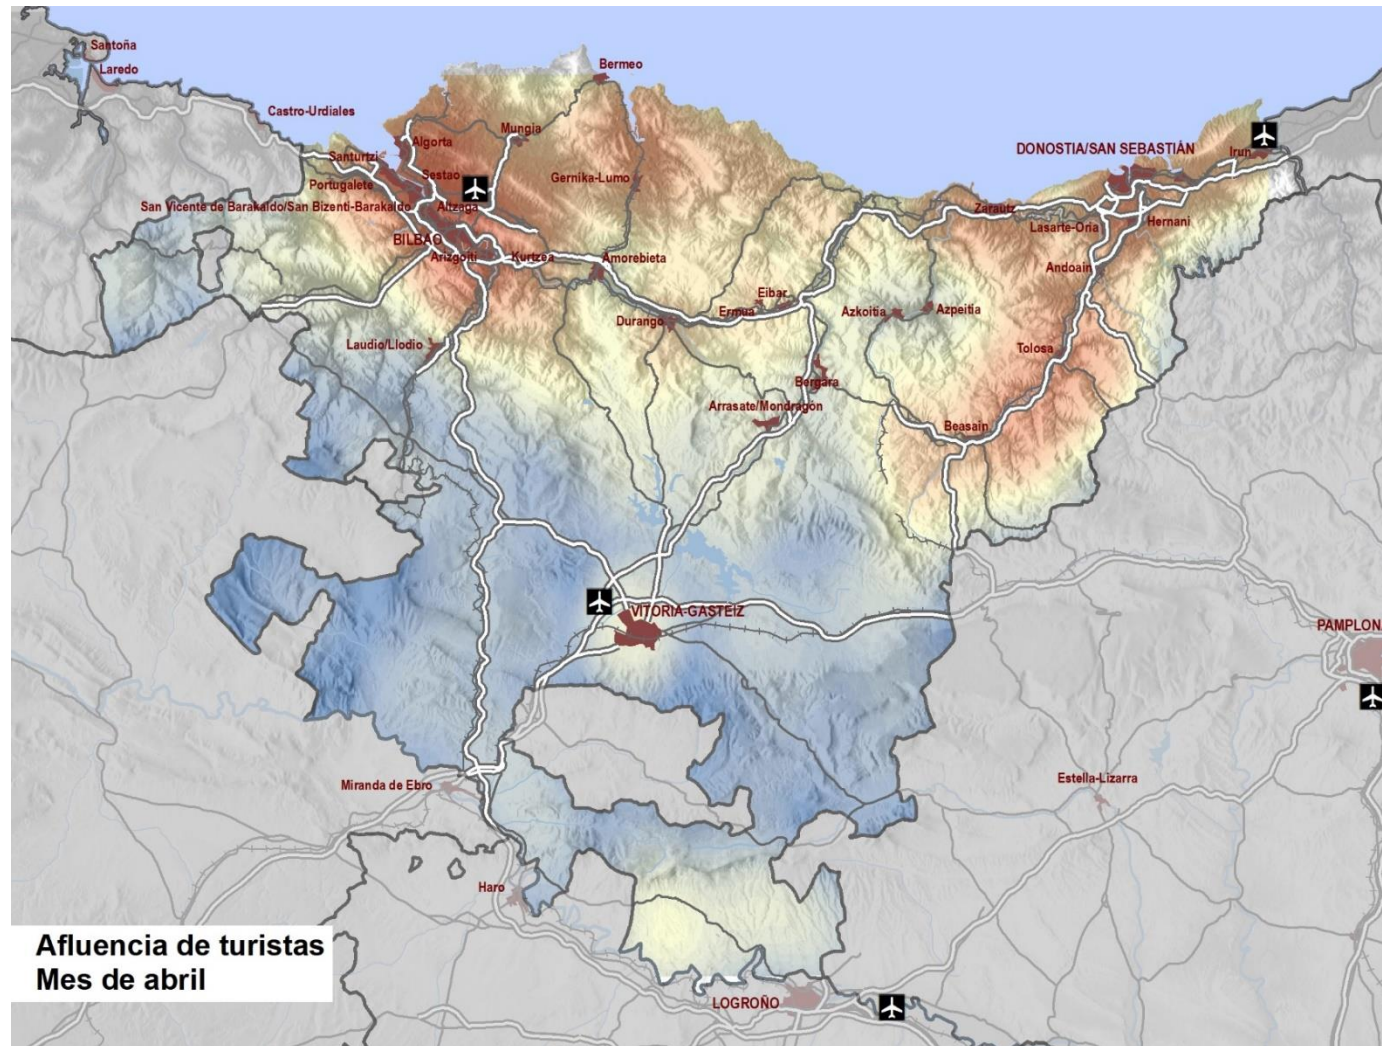 Santoña
Laredo
Castro-Urdiales
Bermeo
Mungia
Algorta
Santurtzi
Sestao
Portugalete
Gernika-Lumo
San Vicente de Barakaldo/San Bizenti-Barakaldo
Altzaga
BILBAO
Arizgoiti
Kurtzea
Amorebieta
DONOSTIA/SAN SEBASTIÁN
Irun
Zarautz
Lasarte-Oria
Hernani
Andoain
Eibar
Ermua
Durango
Azkoitia
Azpeitia
Laudio/Llodio
Tolosa
Bergara
Arrasate/Mondragón
Beasain
VITORIA-GASTEIZ
PAMPLONA
Miranda de Ebro
Estella-Lizarra
Haro
LOGROÑO
Afluencia de turistas
Mes de abril